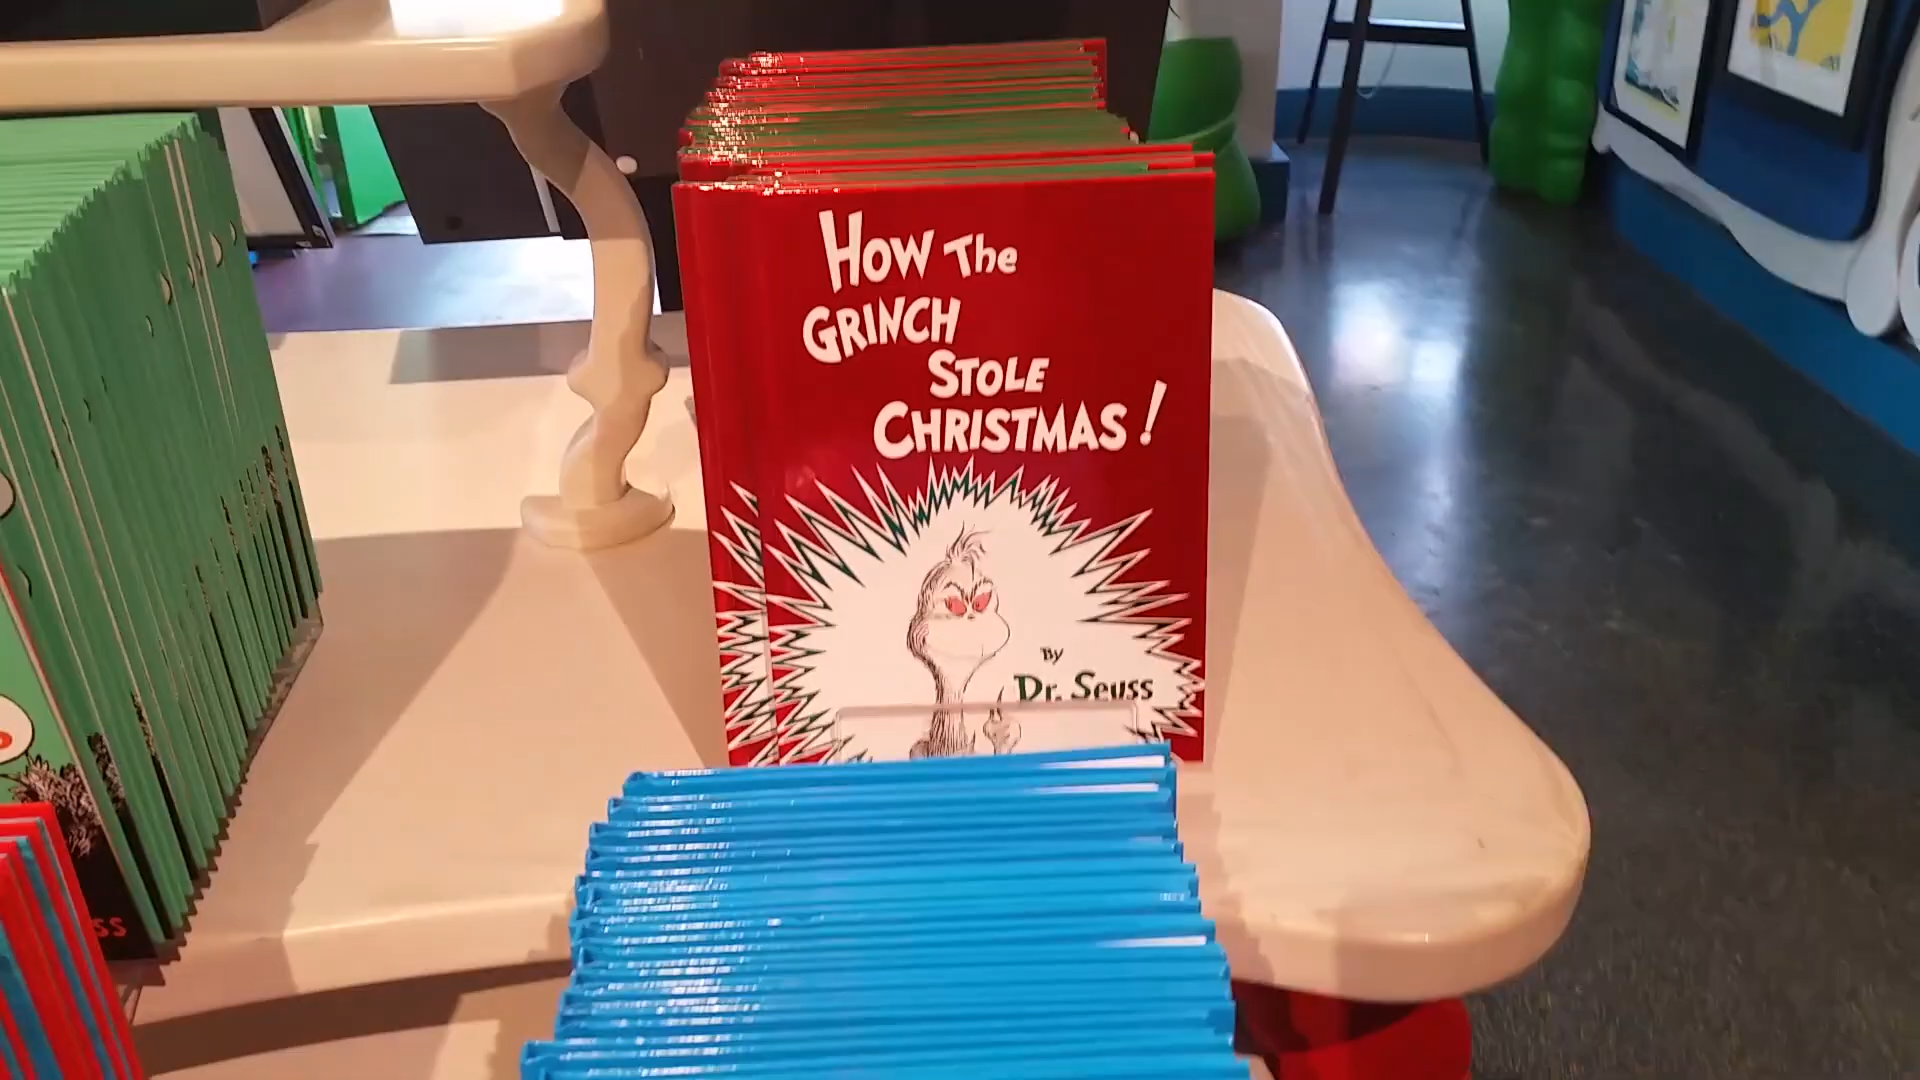 How The
GRINCH
STOLE
CHRISTMAS!
By
Dr. Seuss